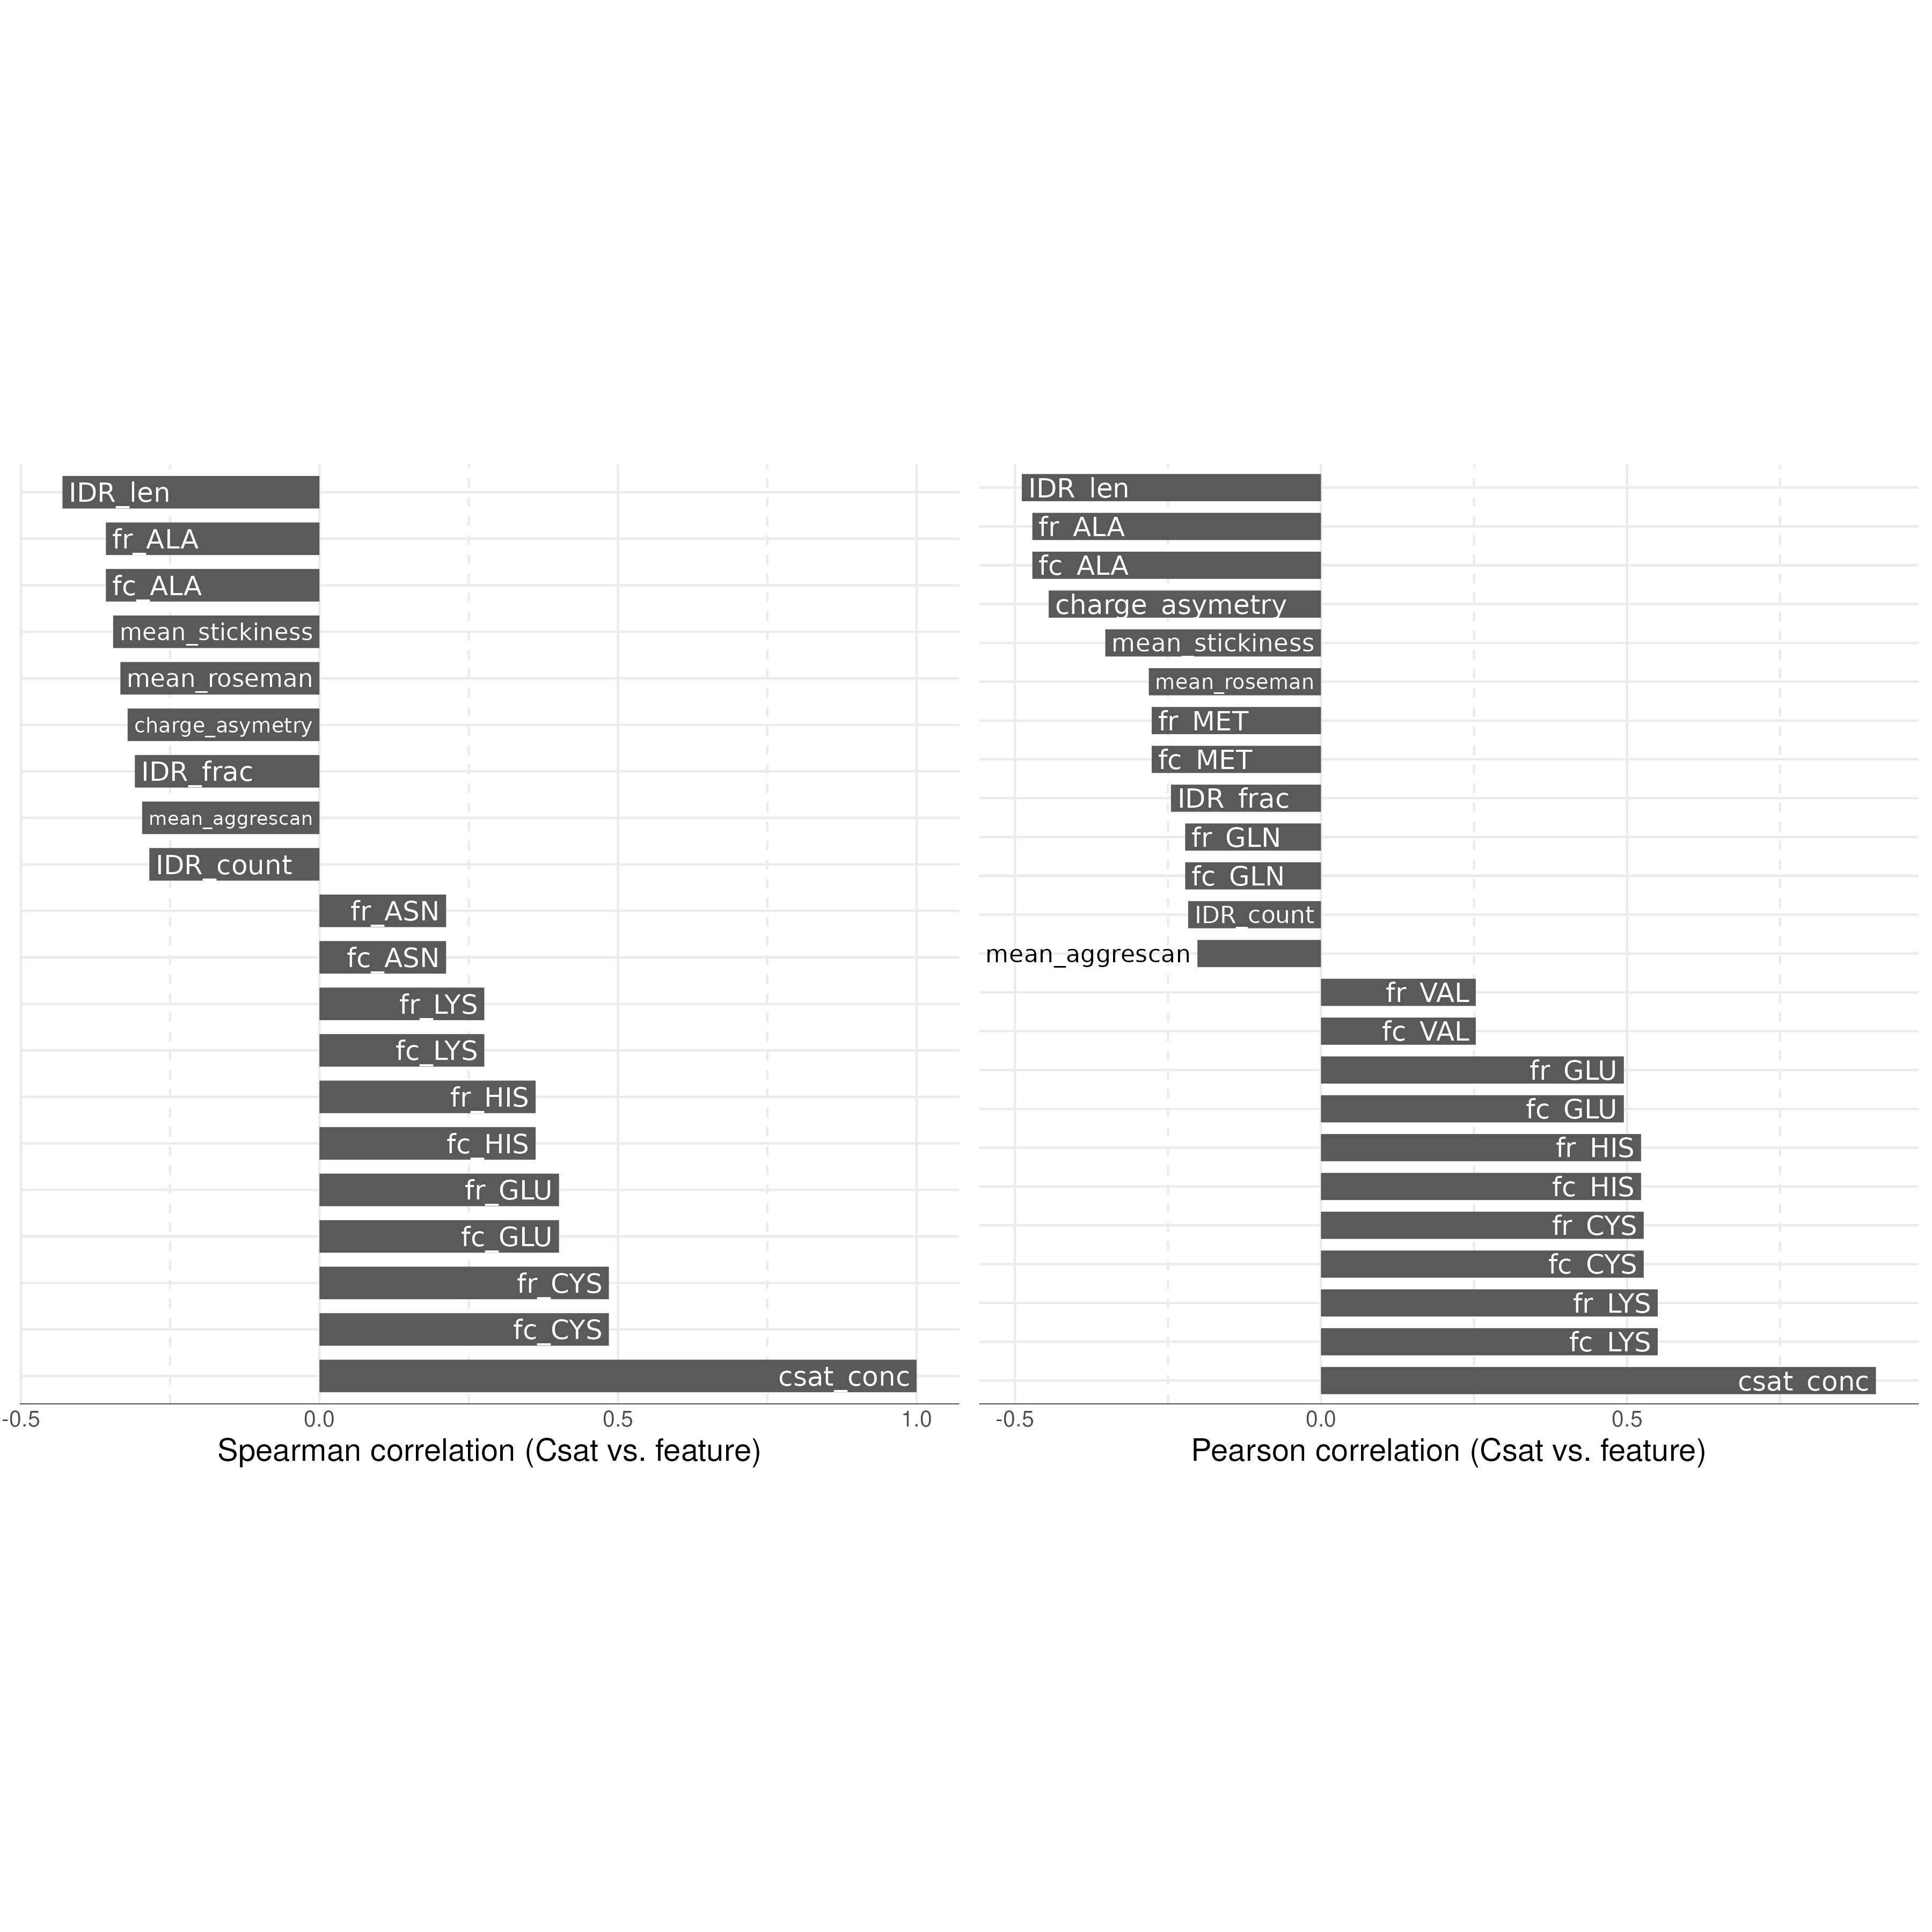 IDR_len
fr_ALA
fc_ALA
mean_stickiness
mean_roseman
charge_asymetry
IDR_frac
mean_aggrescan
IDR_count
fr_ASN
fc_ASN
fr_LYS
fc_LYS
fr_HIS
fc_HIS
fr_GLU
fc_GLU
fr_CYS
fc_CYS
csat_conc
-0.5 0.0 0.5 1.0
Spearman correlation (Csat vs. feature)
IDR_len
fr_ALA
fc_ALA
charge_asymetry
mean_stickiness
mean_roseman
fr_MET
fc_MET
IDR_frac
fr_GLN
fc_GLN
IDR_count
mean_aggrescan
fr_VAL
fc_VAL
fr_GLU
fc_GLU
fr_HIS
fc_HIS
fr_CYS
fc_CYS
fr_LYS
fc_LYS
csat_conc
-0.5 0.0 0.5
Pearson correlation (Csat vs. feature)